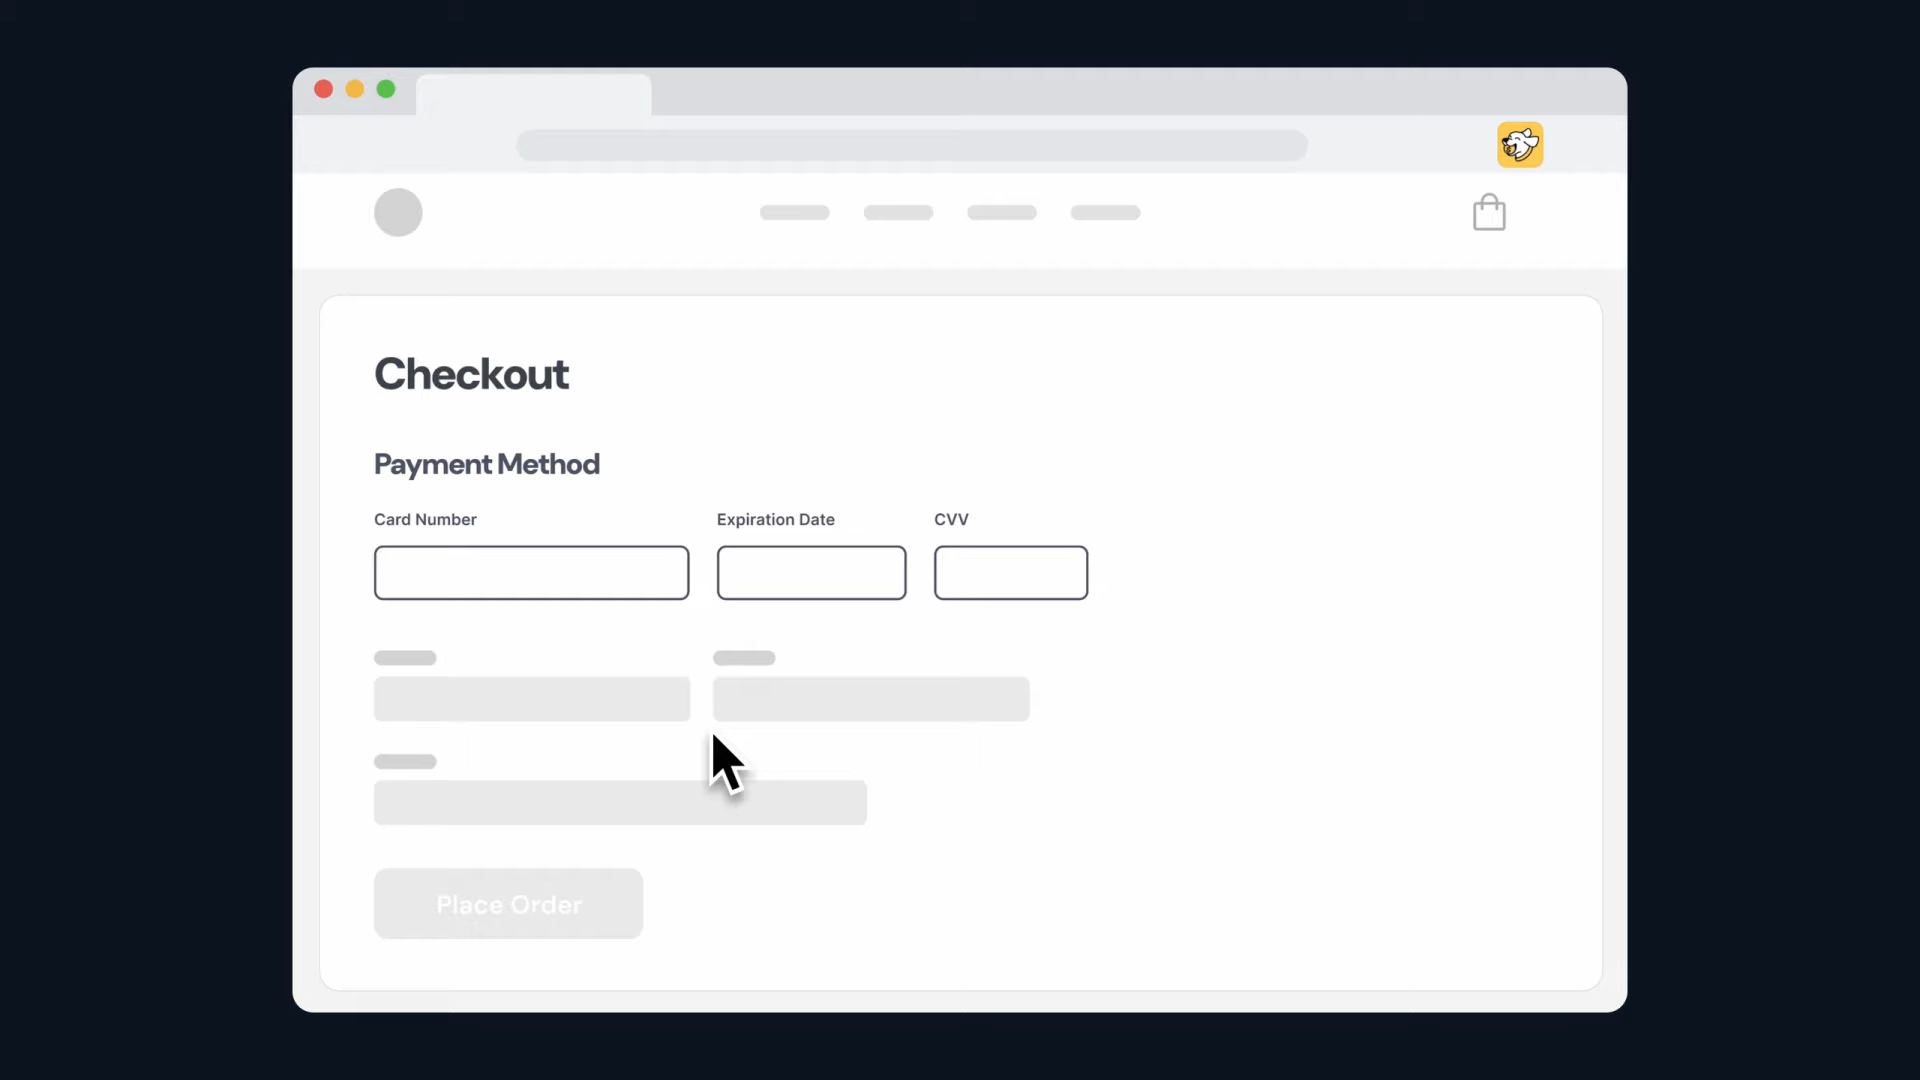 Checkout
Payment Method
Card Number
Expiration Date
CVV
Place Order